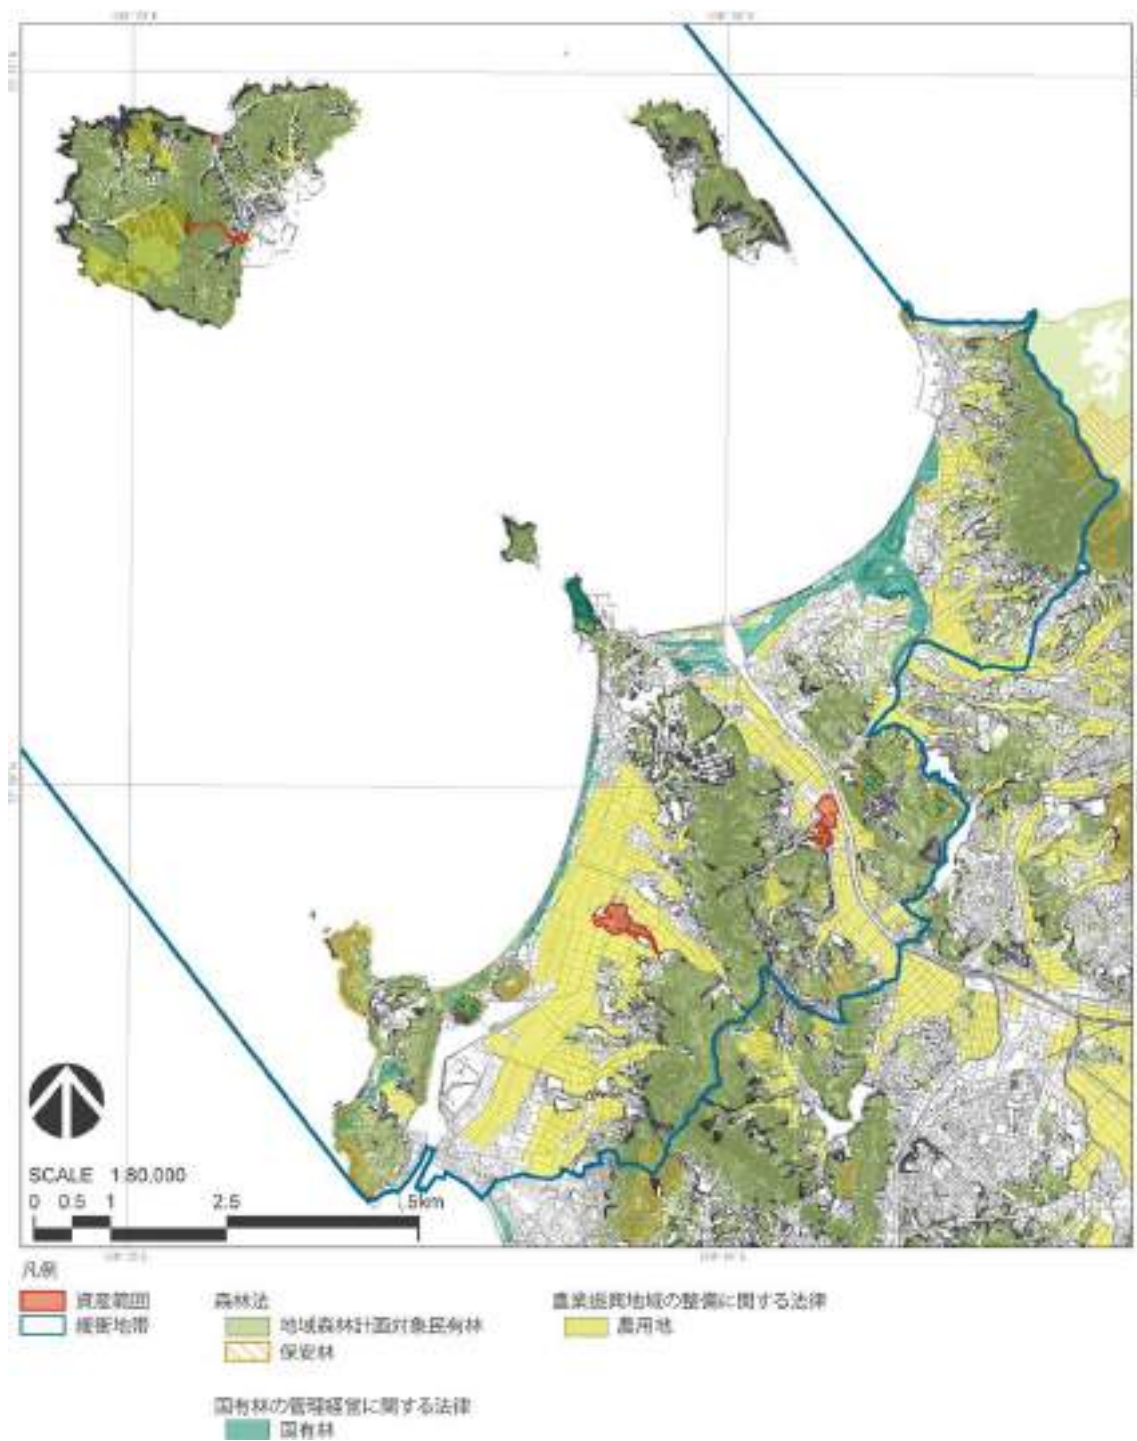 SCALE 1:80,000
0 0.5 1 2.5 5km
凡例
資産範囲
緩衝地帯
森林法
地域森林計画対象民有林
保安林
国有林の管理経営に関する法律
国有林
農業振興地域の整備に関する法律
農用地